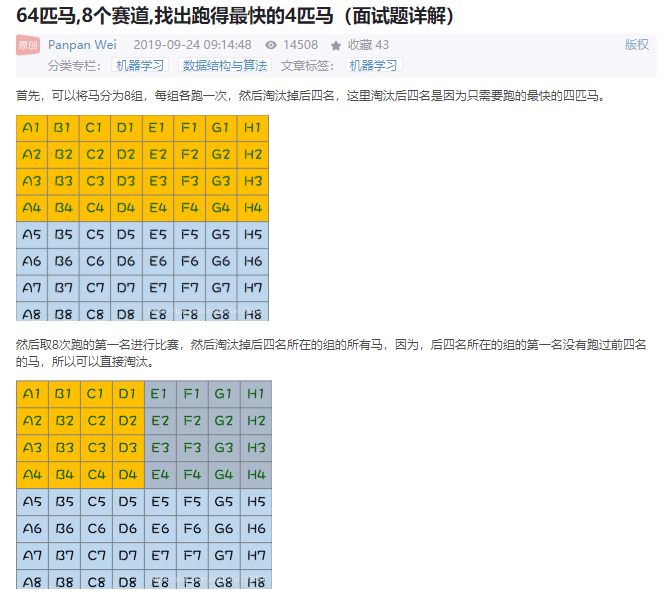 64匹马,8个赛道,找出跑得最快的4匹马（面试题详解）
原创 Panpan Wei 2019-09-24 09:14:48 14508 收藏 43 版权
分类专栏： 机器学习 数据结构与算法 文章标签： 机器学习
首先，可以将马分为8组，每组各跑一次，然后淘汰掉后四名，这里淘汰后四名是因为只需要跑的最快的四匹马。
A1 B1 C1 D1 E1 F1 G1 H1
A2 B2 C2 D2 E2 F2 G2 H2
A3 B3 C3 D3 E3 F3 G3 H3
A4 B4 C4 D4 E4 F4 G4 H4
A5 B5 C5 D5 E5 F5 G5 H5
A6 B6 C6 D6 E6 F6 G6 H6
A7 B7 C7 D7 E7 F7 G7 H7
A8 B8 C8 D8 E8 F8 G8 H8
然后取8次跑的第一名进行比赛，然后淘汰掉后四名所在的组的所有马，因为，后四名所在的组的第一名没有跑过前四名
的马，所以可以直接淘汰。
A1 B1 C1 D1 E1 F1 G1 H1
A2 B2 C2 D2 E2 F2 G2 H2
A3 B3 C3 D3 E3 F3 G3 H3
A4 B4 C4 D4 E4 F4 G4 H4
A5 B5 C5 D5 E5 F5 G5 H5
A6 B6 C6 D6 E6 F6 G6 H6
A7 B7 C7 D7 E7 F7 G7 H7
A8 B8 C8 D8 E8 F8 G8 H8